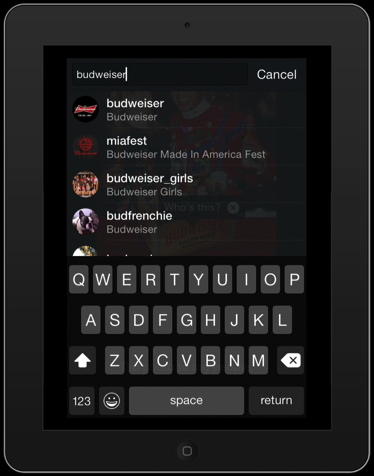 budweiser Cancel
budweiser
Budweiser
miafest
Budweiser Made In America Fest
budweiser_girls
Budweiser Girls
Who's this?
budfrenchie
Budweiser
Q W E R T Y U I O P
A S D F G H J K L
Z X C V B N M
123 space return